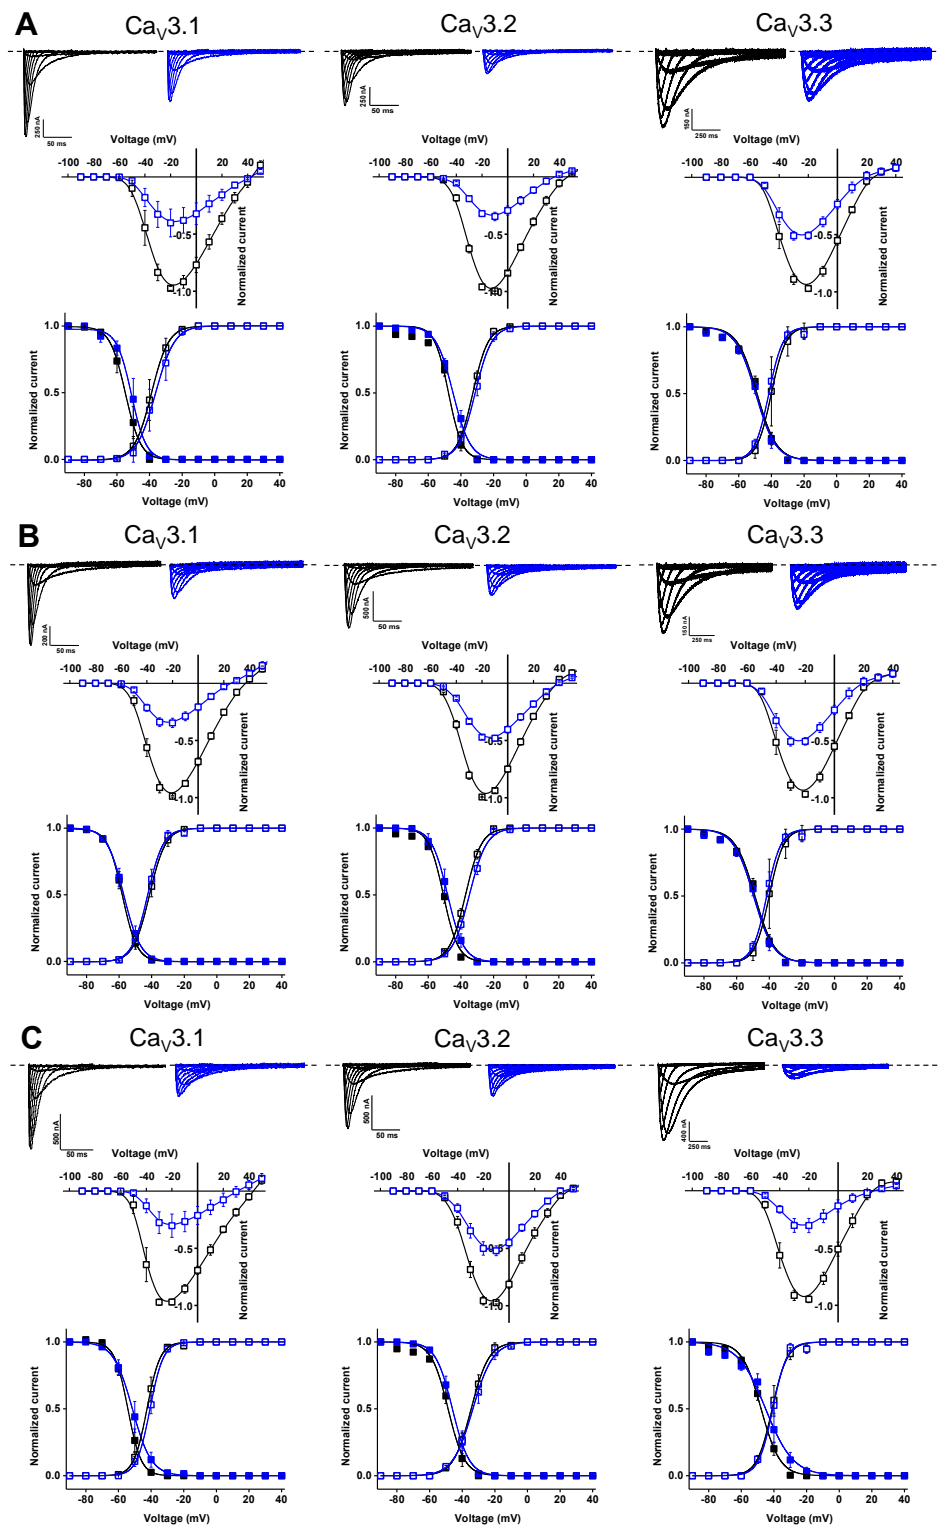 A
Ca_V3.1 Ca_V3.2 Ca_V3.3
250 nA 50 ms 250 nA 50 ms 150 nA 250 ms
Voltage (mV) Voltage (mV) Voltage (mV)
-100 -80 -60 -40 -20 20 40 -100 -80 -60 -40 -20 20 40 -100 -80 -60 -40 -20 20 40
-0.5 -0.5 -0.5
-1.0 -1.0 -1.0
Normalized current Normalized current Normalized current
1.0 1.0 1.0
0.5 0.5 0.5
0.0 0.0 0.0
Normalized current Normalized current Normalized current
-80 -60 -40 -20 0 20 40 -80 -60 -40 -20 0 20 40 -80 -60 -40 -20 0 20 40
Voltage (mV) Voltage (mV) Voltage (mV)
B
Ca_V3.1 Ca_V3.2 Ca_V3.3
200 nA 50 ms 500 nA 50 ms 150 nA 250 ms
Voltage (mV) Voltage (mV) Voltage (mV)
-100 -80 -60 -40 -20 20 40 -100 -80 -60 -40 -20 20 40 -100 -80 -60 -40 -20 20 40
-0.5 -0.5 -0.5
-1.0 -1.0 -1.0
Normalized current Normalized current Normalized current
1.0 1.0 1.0
0.5 0.5 0.5
0.0 0.0 0.0
Normalized current Normalized current Normalized current
-80 -60 -40 -20 0 20 40 -80 -60 -40 -20 0 20 40 -80 -60 -40 -20 0 20 40
Voltage (mV) Voltage (mV) Voltage (mV)
C
Ca_V3.1 Ca_V3.2 Ca_V3.3
500 nA 50 ms 500 nA 50 ms 400 nA 250 ms
Voltage (mV) Voltage (mV) Voltage (mV)
-100 -80 -60 -40 -20 20 40 -100 -80 -60 -40 -20 20 40 -100 -80 -60 -40 -20 20 40
-0.5 -0.5 -0.5
-1.0 -1.0 -1.0
Normalized current Normalized current Normalized current
1.0 1.0 1.0
0.5 0.5 0.5
0.0 0.0 0.0
Normalized current Normalized current Normalized current
-80 -60 -40 -20 0 20 40 -80 -60 -40 -20 0 20 40 -80 -60 -40 -20 0 20 40
Voltage (mV) Voltage (mV) Voltage (mV)